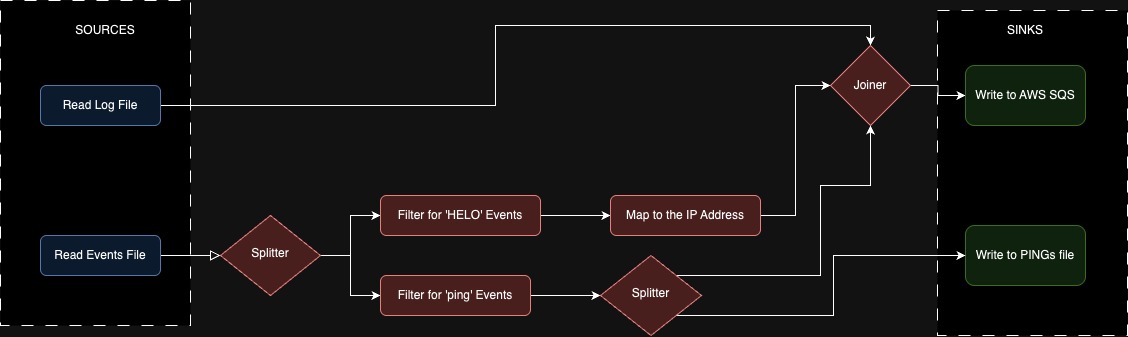 SOURCES
SINKS
Read Log File
Joiner
Write to AWS SQS
Filter for 'HELO' Events
Map to the IP Address
Read Events File
Splitter
Write to PINGs file
Filter for 'ping' Events
Splitter